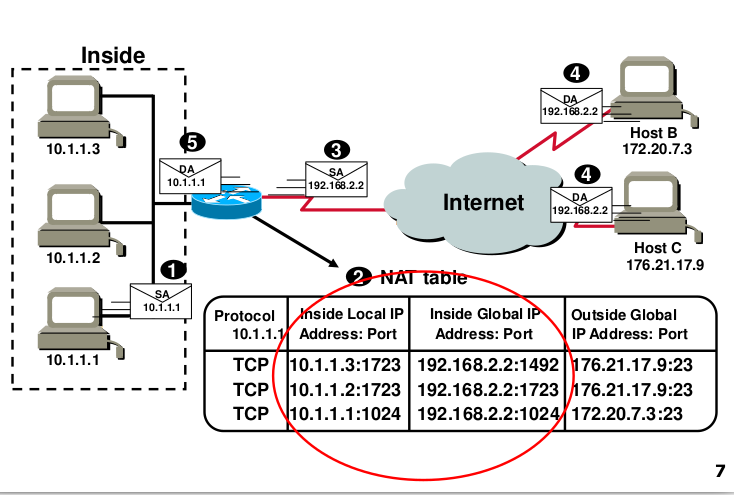 Inside
10.1.1.3
10.1.1.2
10.1.1.1
1
SA
10.1.1.1
5
DA
10.1.1.1
3
SA
192.168.2.2
Internet
4
DA
192.168.2.2
Host B
172.20.7.3
4
DA
192.168.2.2
Host C
176.21.17.9
2 NAT table
Protocol Inside Local IP Inside Global IP Outside Global
10.1.1.1 Address: Port Address: Port IP Address: Port
TCP 10.1.1.3:1723 192.168.2.2:1492 176.21.17.9:23
TCP 10.1.1.2:1723 192.168.2.2:1723 176.21.17.9:23
TCP 10.1.1.1:1024 192.168.2.2:1024 172.20.7.3:23
7